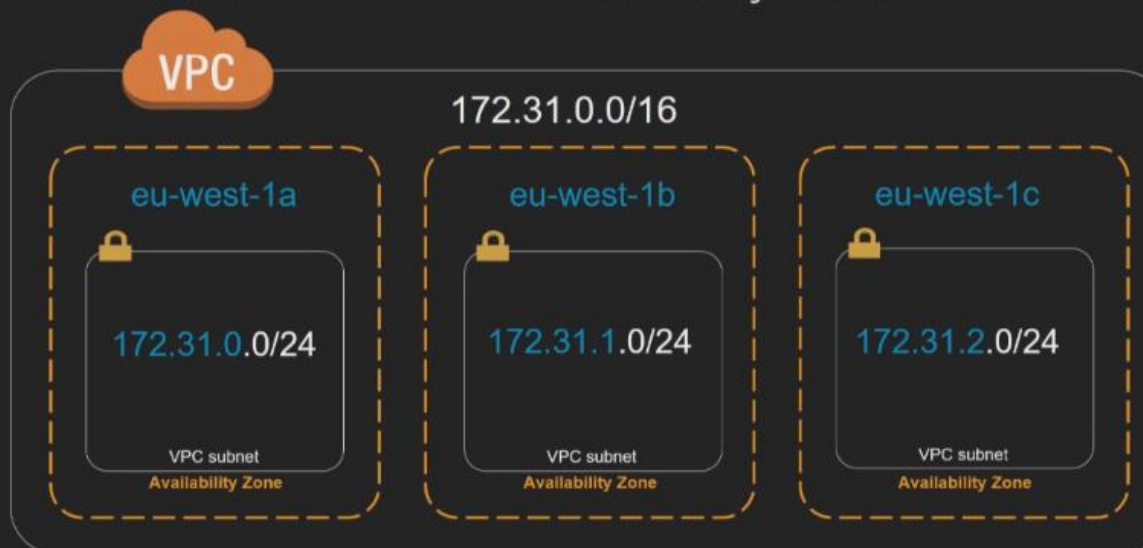 VPC
172.31.0.0/16
eu-west-1a
eu-west-1b
eu-west-1c
172.31.0.0/24
172.31.1.0/24
172.31.2.0/24
VPC subnet
VPC subnet
VPC subnet
Availability Zone
Availability Zone
Availability Zone